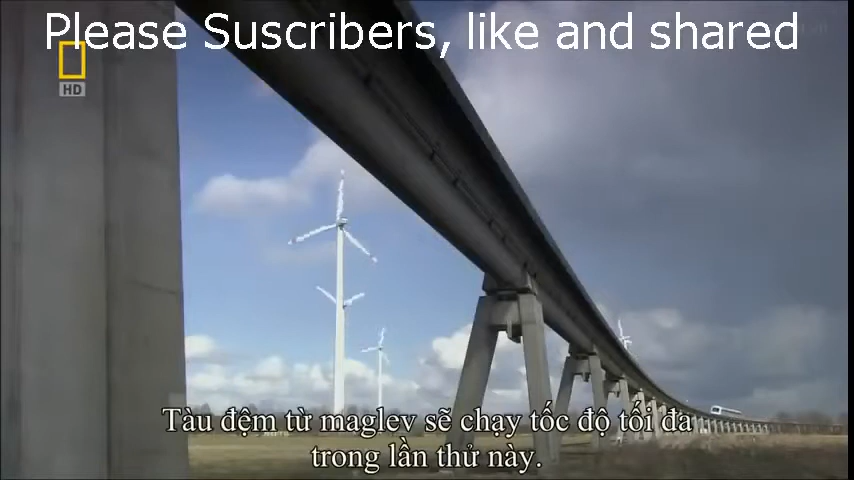 Please Suscribers, like and shared
HD
Tàu đệm từ maglev sẽ chạy tốc độ tối đa
trong lần thử này.